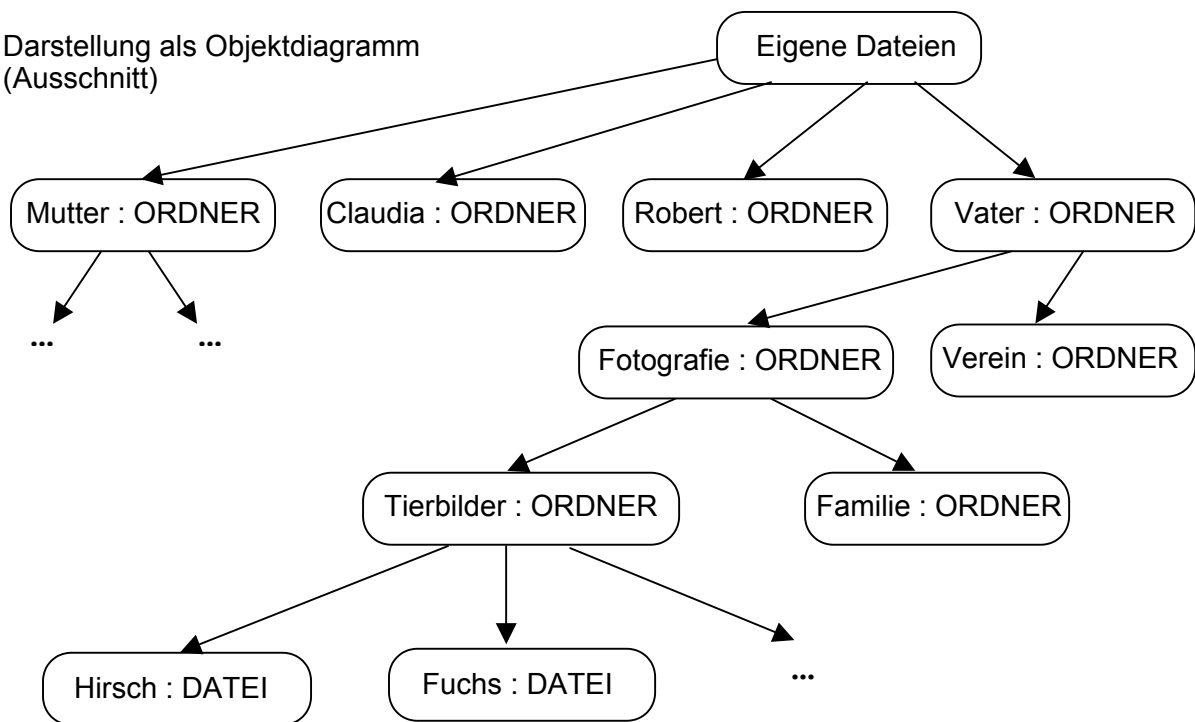 Darstellung als Objektdiagramm
(Ausschnitt)
Eigene Dateien
Mutter : ORDNER
Claudia : ORDNER
Robert : ORDNER
Vater : ORDNER
...
...
Fotografie : ORDNER
Verein : ORDNER
Tierbilder : ORDNER
Familie : ORDNER
Hirsch : DATEI
Fuchs : DATEI
...